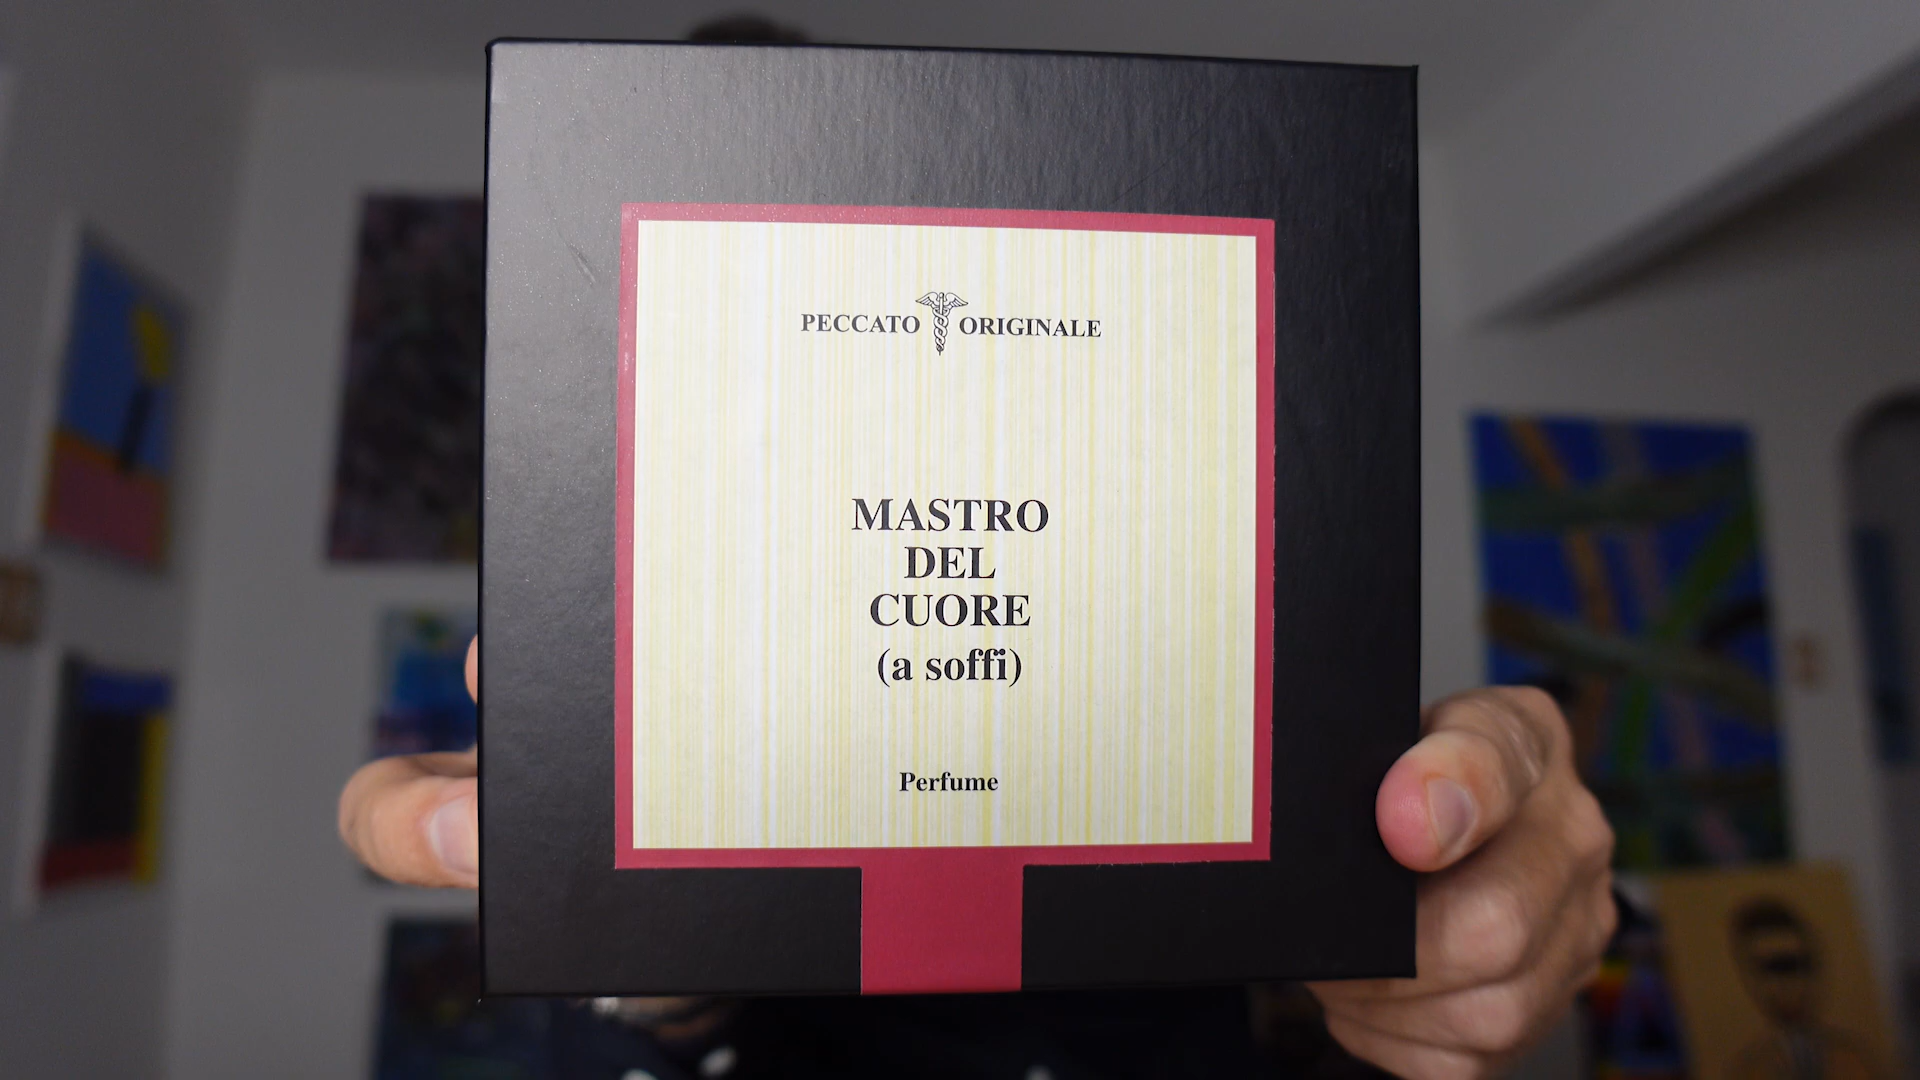 PECCATO ORIGINALE
MASTRO
DEL
CUORE
(a soffi)
Perfume